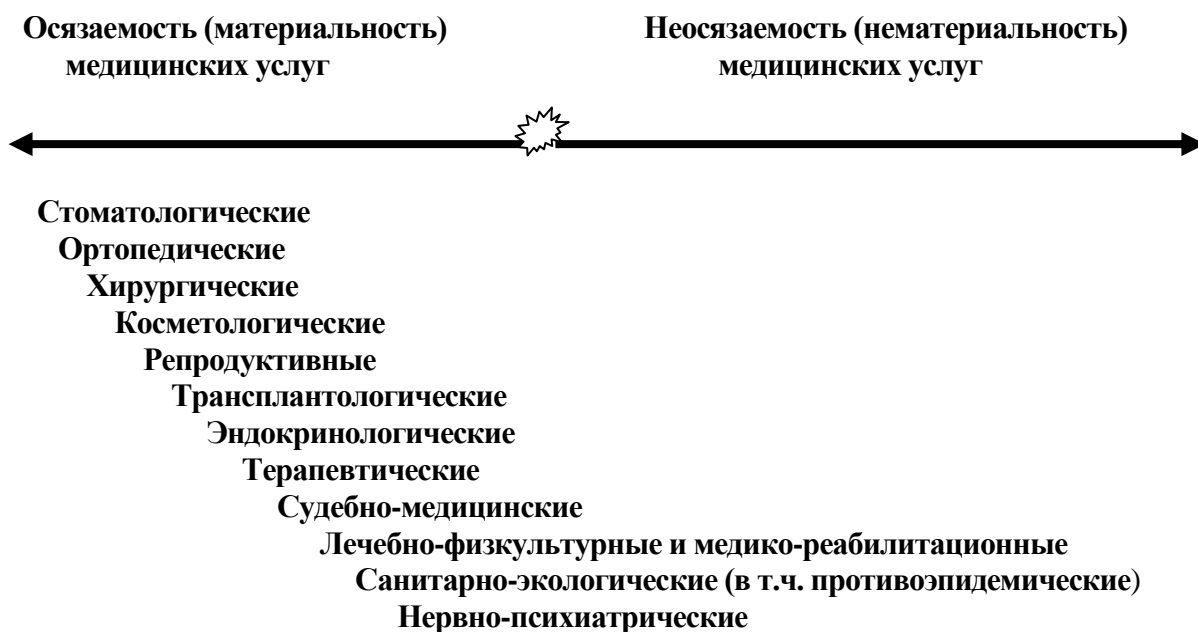 Осязаемость (материальность)
медицинских услуг
Неосязаемость (нематериальность)
медицинских услуг
Стоматологические
Ортопедические
Хирургические
Косметологические
Репродуктивные
Трансплантологические
Эндокринологические
Терапевтические
Судебно-медицинские
Лечебно-физкультурные и медико-реабилитационные
Санитарно-экологические (в т.ч. противоэпидемические)
Нервно-психиатрические